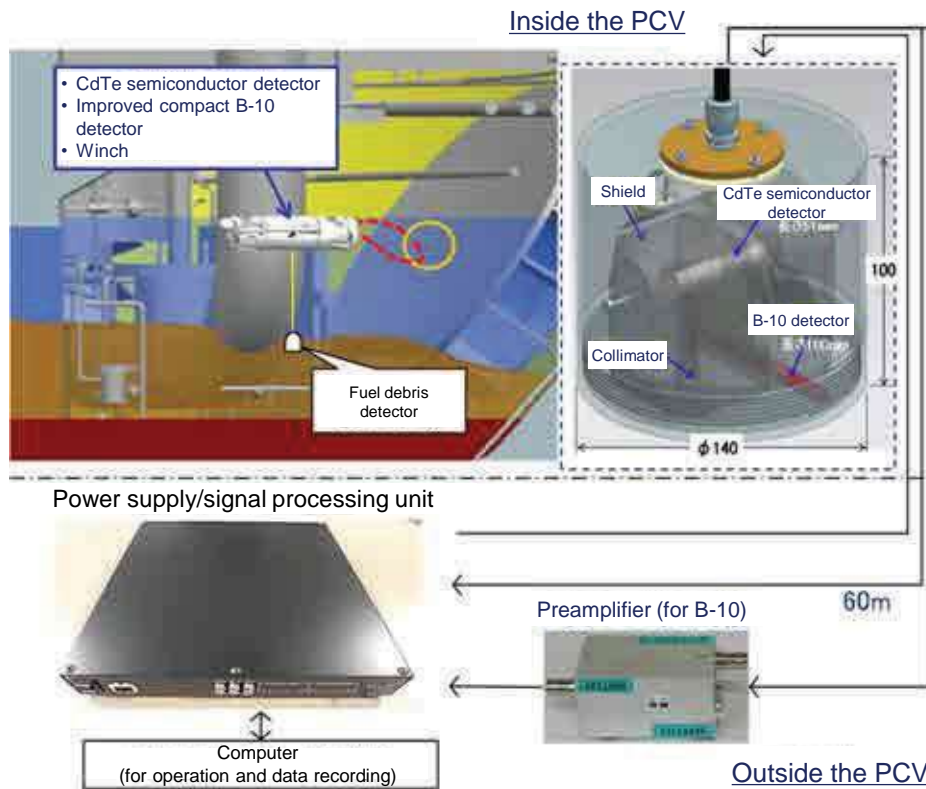 Inside the PCV
• CdTe semiconductor detector
• Improved compact B-10
detector
• Winch
Fuel debris
detector
Shield
CdTe semiconductor
detector
100
B-10 detector
Collimator
ϕ140
Power supply/signal processing unit
Preamplifier (for B-10)
60m
Computer
(for operation and data recording)
Outside the PCV